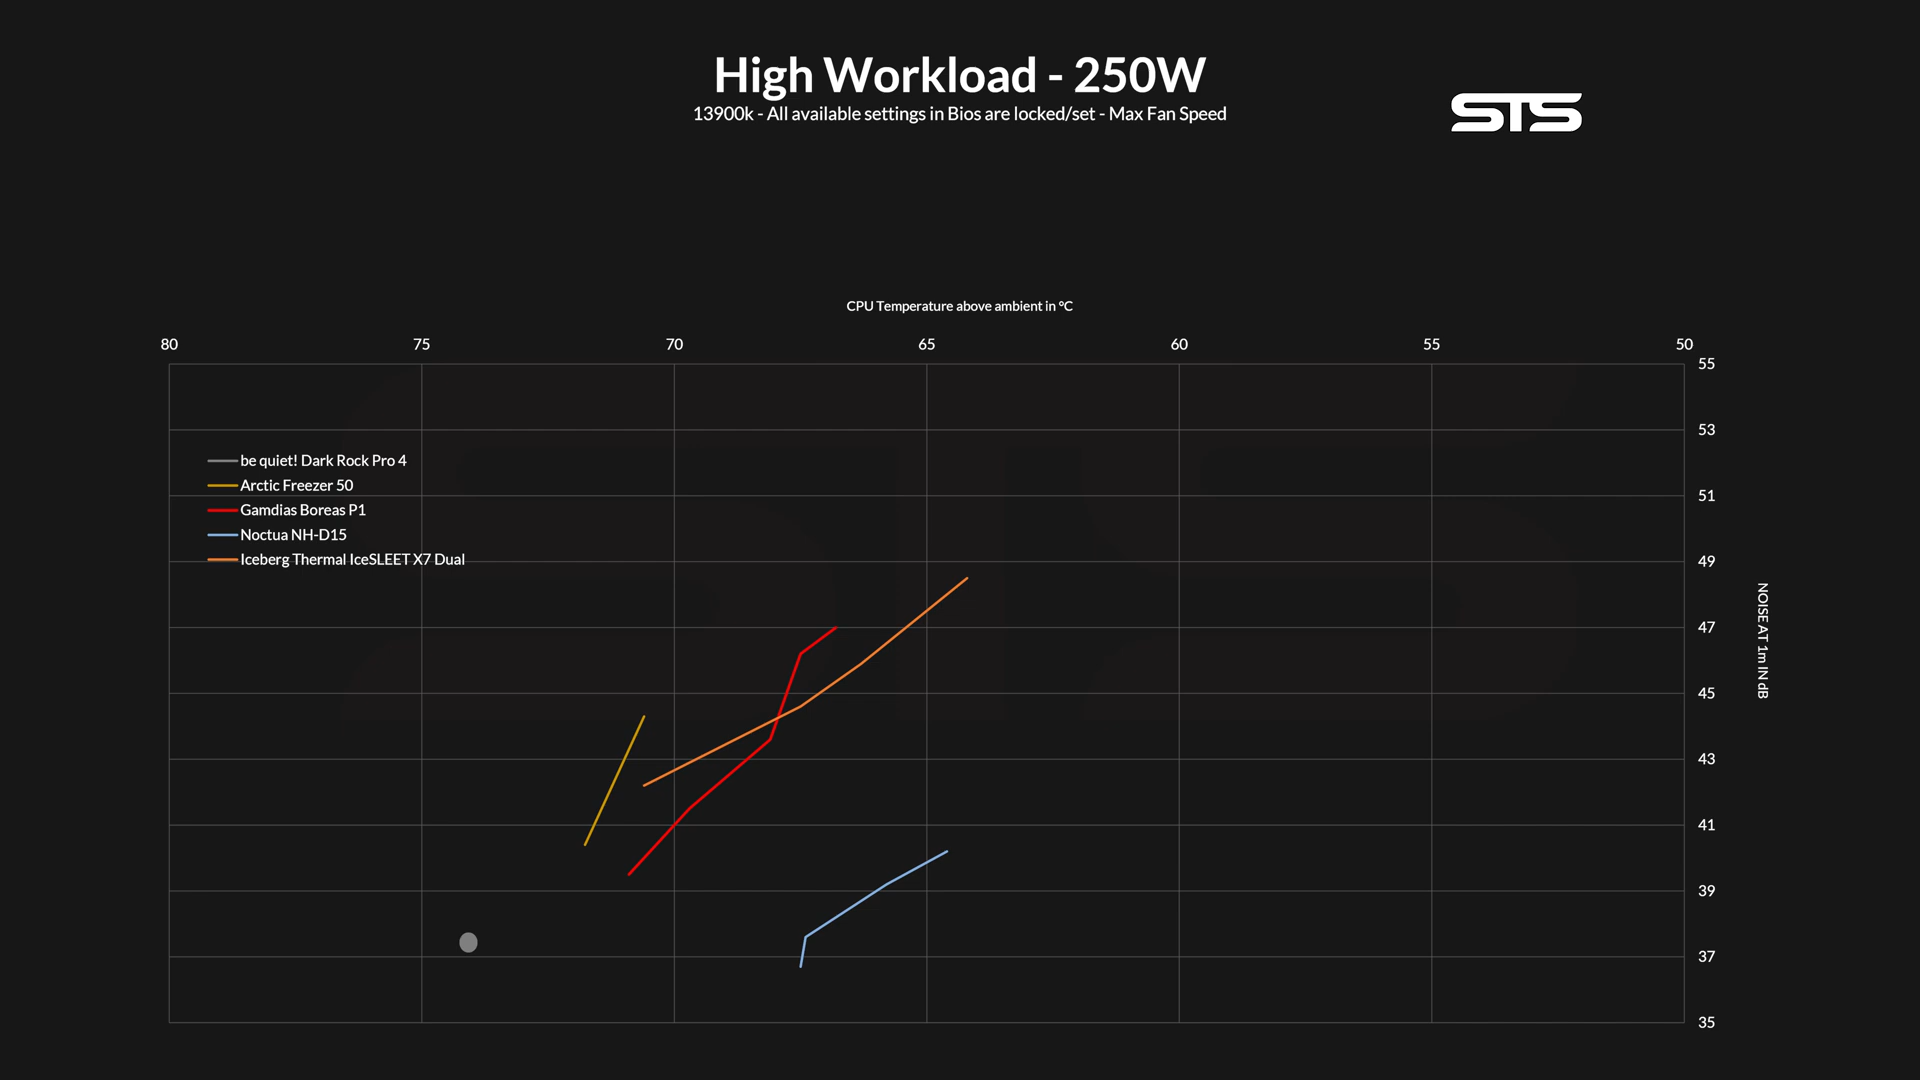 High Workload - 250W
13900k - All available settings in Bios are locked/set - Max Fan Speed
STS
CPU Temperature above ambient in °C
80 75 70 65 60 55 50
55
53
51
49
47
45
43
41
39
37
35
be quiet! Dark Rock Pro 4
Arctic Freezer 50
Gamdias Boreas P1
Noctua NH-D15
Iceberg Thermal IceSLEET X7 Dual
NOISE AT 1m IN dB